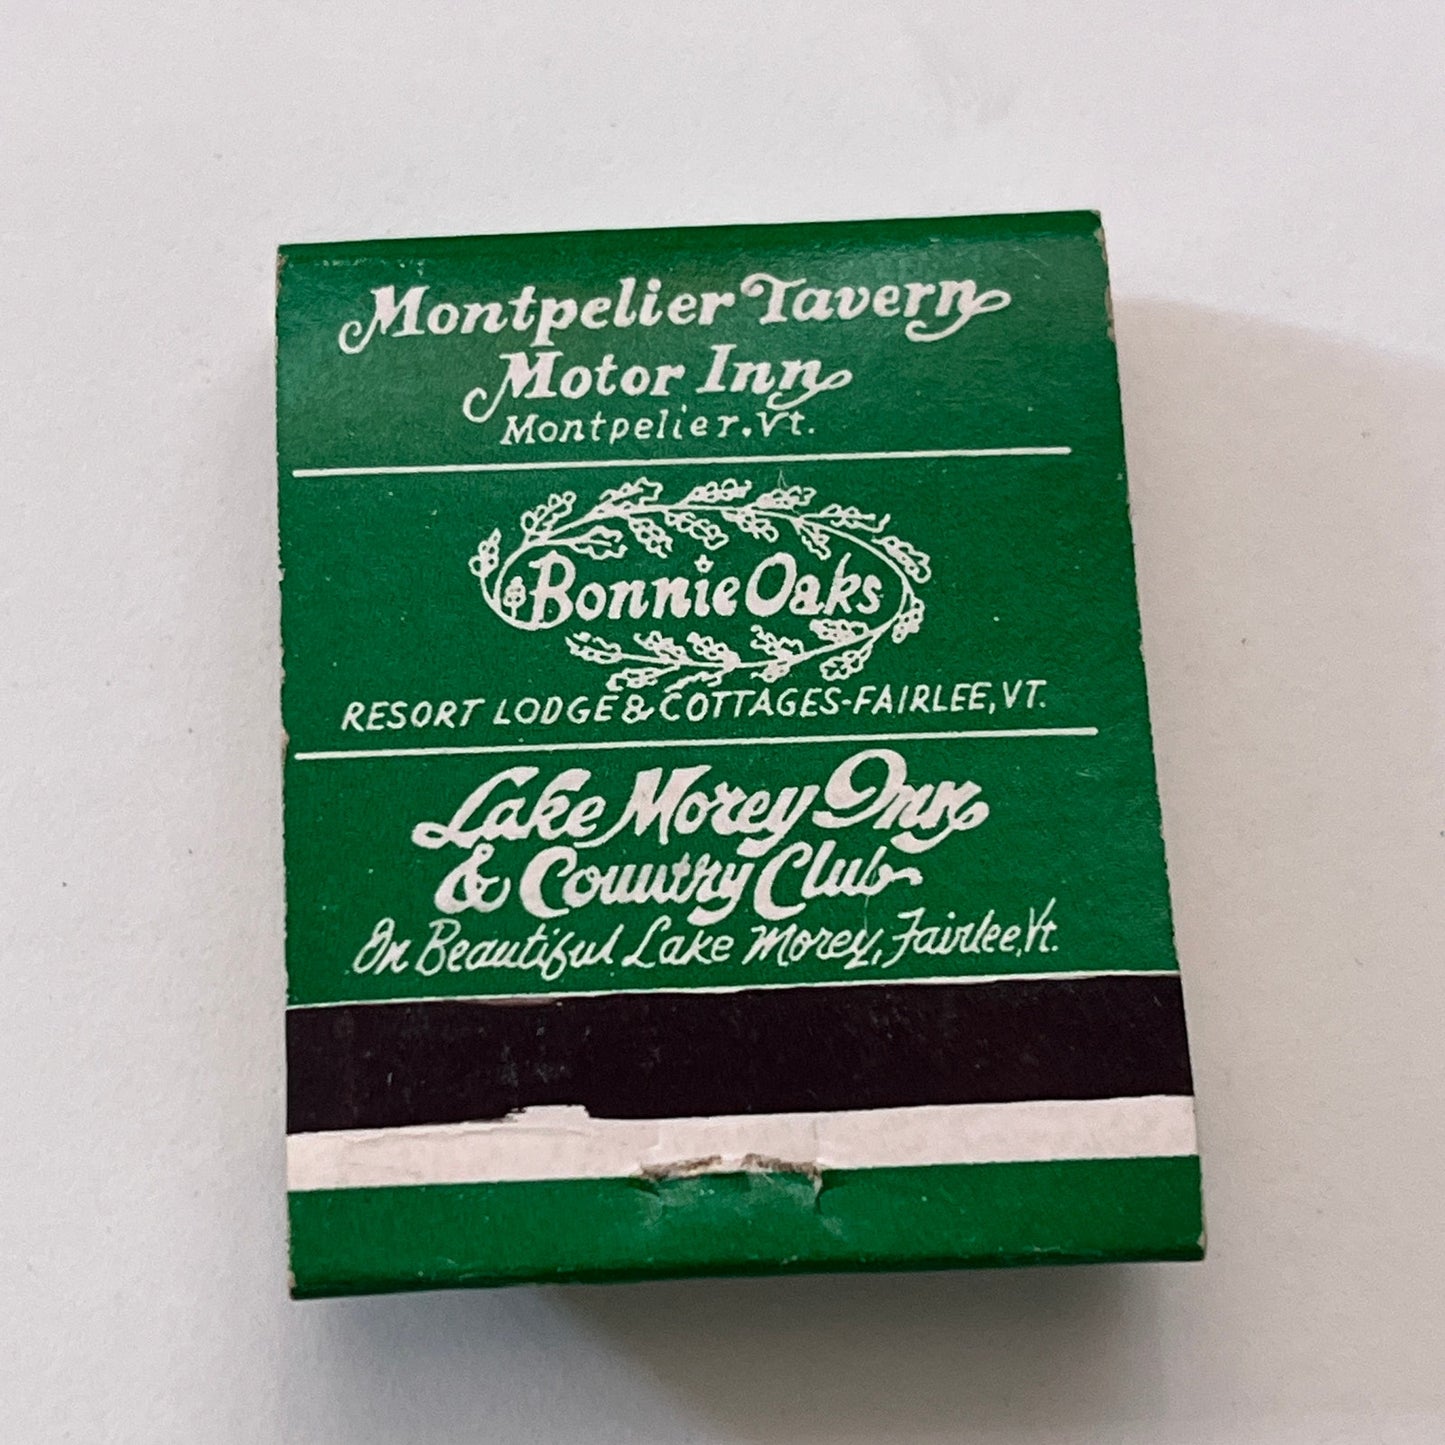 Montpelier Tavern
Motor Inn
Montpelier, Vt.
Bonnie Oaks
RESORT LODGE & COTTAGES-FAIRLEE, VT.
Lake Morey Inn
& Country Club
On Beautiful Lake Morey, Fairlee, Vt.